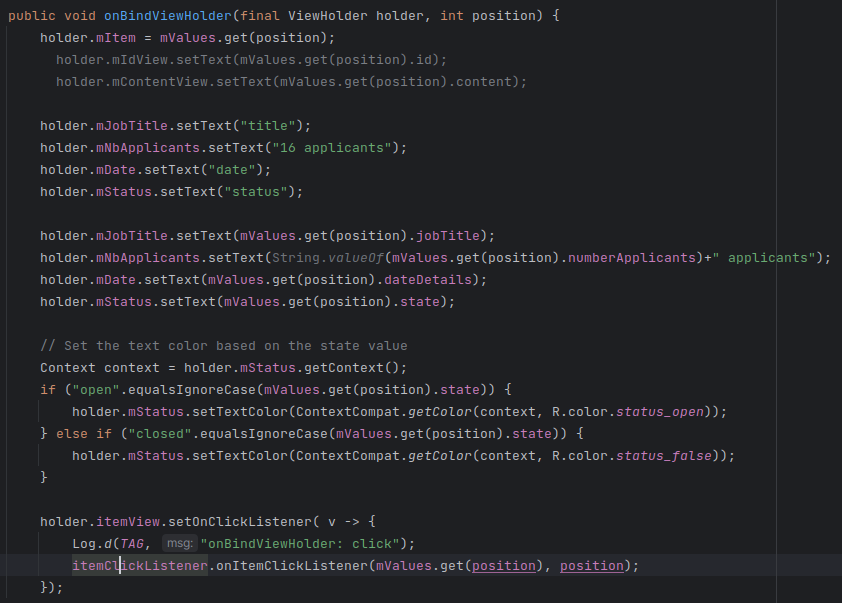 public void onBindViewHolder(final ViewHolder holder, int position) {
    holder.mItem = mValues.get(position);
      holder.mIdView.setText(mValues.get(position).id);
      holder.mContentView.setText(mValues.get(position).content);

    holder.mJobTitle.setText("title");
    holder.mNbApplicants.setText("16 applicants");
    holder.mDate.setText("date");
    holder.mStatus.setText("status");

    holder.mJobTitle.setText(mValues.get(position).jobTitle);
    holder.mNbApplicants.setText(String.valueOf(mValues.get(position).numberApplicants)+" applicants");
    holder.mDate.setText(mValues.get(position).dateDetails);
    holder.mStatus.setText(mValues.get(position).state);

    // Set the text color based on the state value
    Context context = holder.mStatus.getContext();
    if ("open".equalsIgnoreCase(mValues.get(position).state)) {
        holder.mStatus.setTextColor(ContextCompat.getColor(context, R.color.status_open));
    } else if ("closed".equalsIgnoreCase(mValues.get(position).state)) {
        holder.mStatus.setTextColor(ContextCompat.getColor(context, R.color.status_false));
    }

    holder.itemView.setOnClickListener( v -> {
        Log.d(TAG, msg: "onBindViewHolder: click");
        itemClickListener.onItemClickListener(mValues.get(position), position);
    });